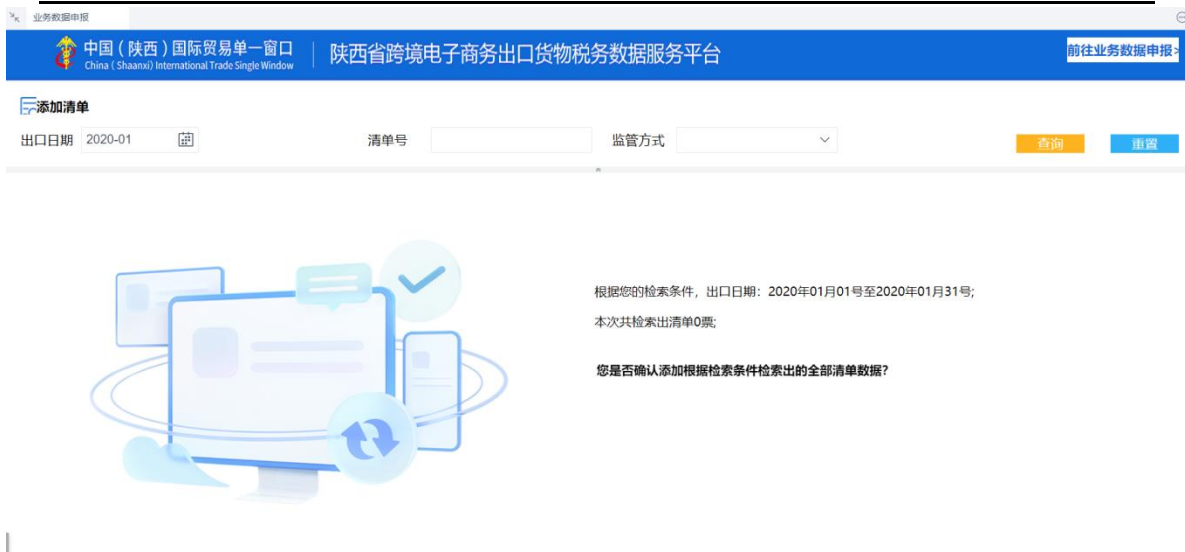 业务数据申报
中国（陕西）国际贸易单一窗口
China ( Shaanxi) International Trade Single Window
陕西省跨境电子商务出口货物税务数据服务平台
前往业务数据申报>
添加清单
出口日期 2020-01 清单号 监管方式 查询 重置
根据您的检索条件，出口日期：2020年01月01号至2020年01月31号;
本次共检索出清单0票;
您是否确认添加根据检索条件检索出的全部清单数据?